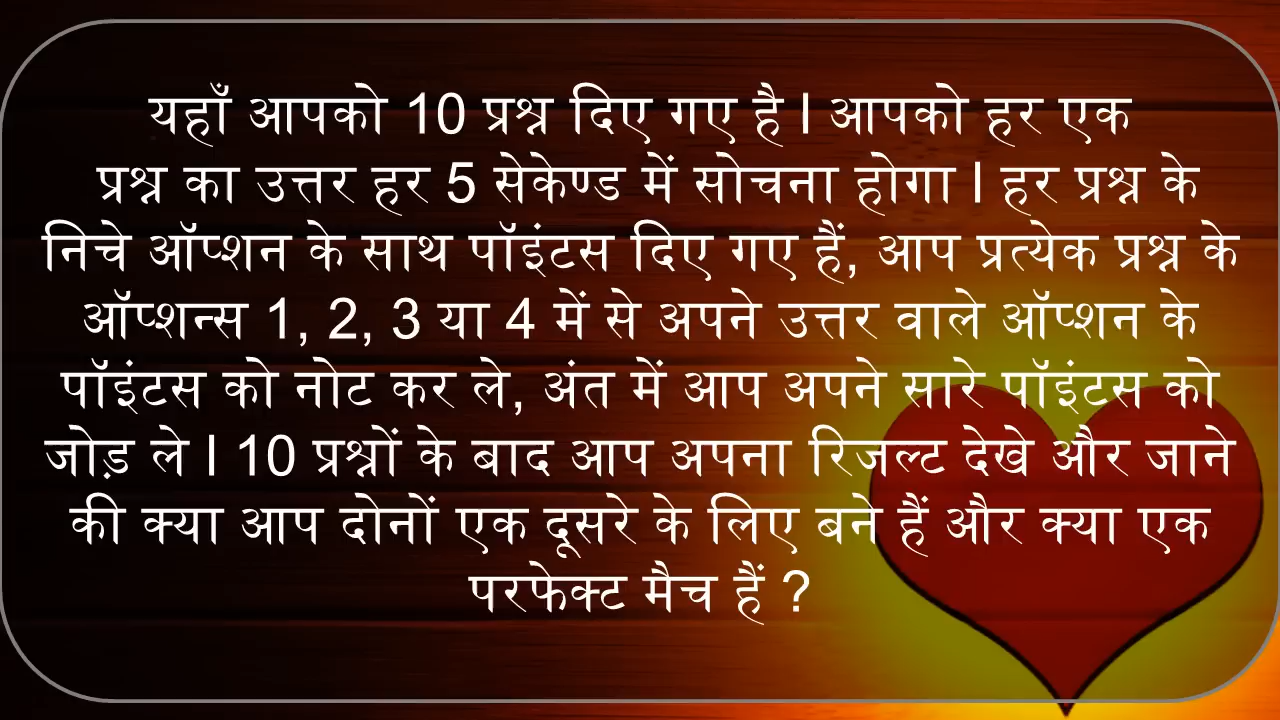 यहाँ आपको 10 प्रश्न दिए गए है l आपको हर एक
प्रश्न का उत्तर हर 5 सेकेण्ड में सोचना होगा l हर प्रश्न के
निचे ऑप्शन के साथ पॉइंटस दिए गए हैं, आप प्रत्येक प्रश्न के
ऑप्शन्स 1, 2, 3 या 4 में से अपने उत्तर वाले ऑप्शन के
पॉइंटस को नोट कर ले, अंत में आप अपने सारे पॉइंटस को
जोड़ ले l 10 प्रश्नों के बाद आप अपना रिजल्ट देखे और जाने
की क्या आप दोनों एक दूसरे के लिए बने हैं और क्या एक
परफेक्ट मैच हैं ?